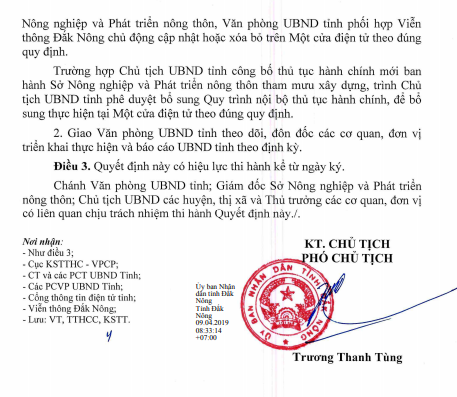 Nông nghiệp và Phát triển nông thôn, Văn phòng UBND tỉnh phối hợp Viễn
thông Đắk Nông chủ động cập nhật hoặc xóa bỏ trên Một cửa điện tử theo đúng
quy định.
Trường hợp Chủ tịch UBND tỉnh công bố thủ tục hành chính mới ban
hành Sở Nông nghiệp và Phát triển nông thôn tham mưu xây dựng, trình Chủ
tịch UBND tỉnh phê duyệt bổ sung Quy trình nội bộ thủ tục hành chính, để bổ
sung thực hiện tại Một cửa điện tử theo đúng quy định.
2. Giao Văn phòng UBND tỉnh theo dõi, đôn đốc các cơ quan, đơn vị
triển khai thực hiện và báo cáo UBND tỉnh theo định kỳ.
Điều 3. Quyết định này có hiệu lực thi hành kể từ ngày ký.
Chánh Văn phòng UBND tỉnh; Giám đốc Sở Nông nghiệp và Phát triển
nông thôn; Chủ tịch UBND các huyện, thị xã và Thủ trưởng các cơ quan, đơn vị
có liên quan chịu trách nhiệm thi hành Quyết định này./.
Nơi nhận:
- Như điều 3;
- Cục KSTTHC - VPCP;
- CT và các PCT UBND Tỉnh;
- Các PCVP UBND Tỉnh;
- Cổng thông tin điện tử tỉnh;
- Viễn thông Đắk Nông;
- Lưu: VT, TTHCC, KSTT.
Ủy ban Nhân
dân tỉnh Đắk
Nông
Tỉnh Đắk
Nông
09.04.2019
08:33:14
+07:00
KT. CHỦ TỊCH
PHÓ CHỦ TỊCH
ỦY BAN NHÂN DÂN TỈNH ĐẮK NÔNG
Trương Thanh Tùng